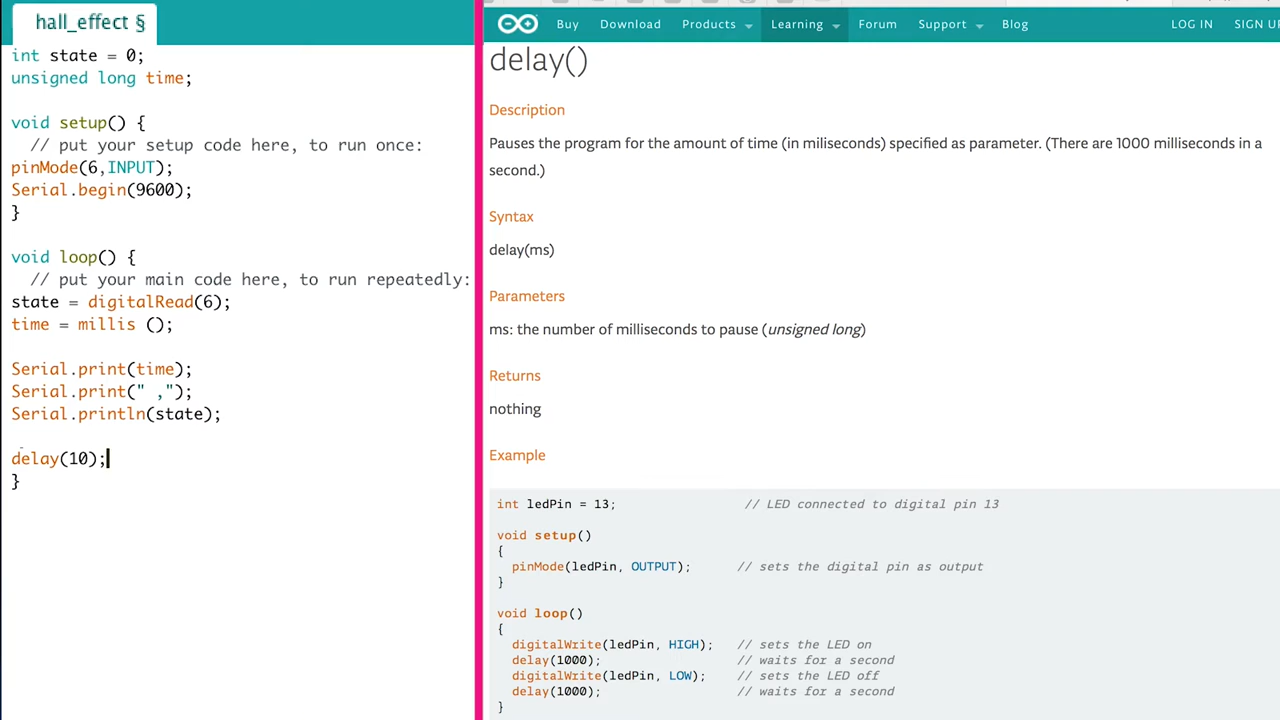 hall_effect §
int state = 0;
unsigned long time;
void setup() {
// put your setup code here, to run once:
pinMode(6,INPUT);
Serial.begin(9600);
}
void loop() {
// put your main code here, to run repeatedly:
state = digitalRead(6);
time = millis ();
Serial.print(time);
Serial.print(" ,");
Serial.println(state);
delay(10);
}
Buy Download Products Learning Forum Support Blog LOG IN SIGN U
delay()
Description
Pauses the program for the amount of time (in miliseconds) specified as parameter. (There are 1000 milliseconds in a
second.)
Syntax
delay(ms)
Parameters
ms: the number of milliseconds to pause (unsigned long)
Returns
nothing
Example
int ledPin = 13; // LED connected to digital pin 13
void setup()
{
pinMode(ledPin, OUTPUT); // sets the digital pin as output
}
void loop()
{
digitalWrite(ledPin, HIGH); // sets the LED on
delay(1000); // waits for a second
digitalWrite(ledPin, LOW); // sets the LED off
delay(1000); // waits for a second
}